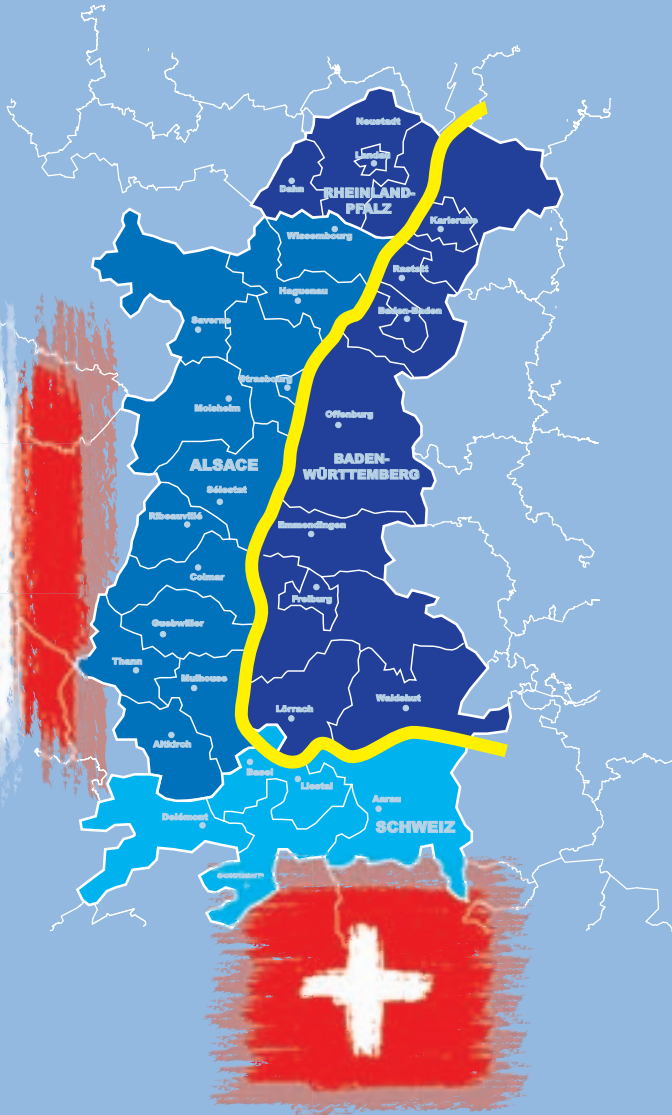 Neustadt
Landau
Dahn
RHEINLAND-
PFALZ
Karlsruhe
Wissembourg
Rastatt
Haguenau
Baden-Baden
Saverne
Strasbourg
Molsheim
Offenburg
ALSACE
BADEN-
WÜRTTEMBERG
Sélestat
Ribeauvillé
Emmendingen
Colmar
Freiburg
Guebwiller
Thann
Mulhouse
Waldshut
Lörrach
Altkirch
Basel
Liestal
Aarau
Delémont
SCHWEIZ